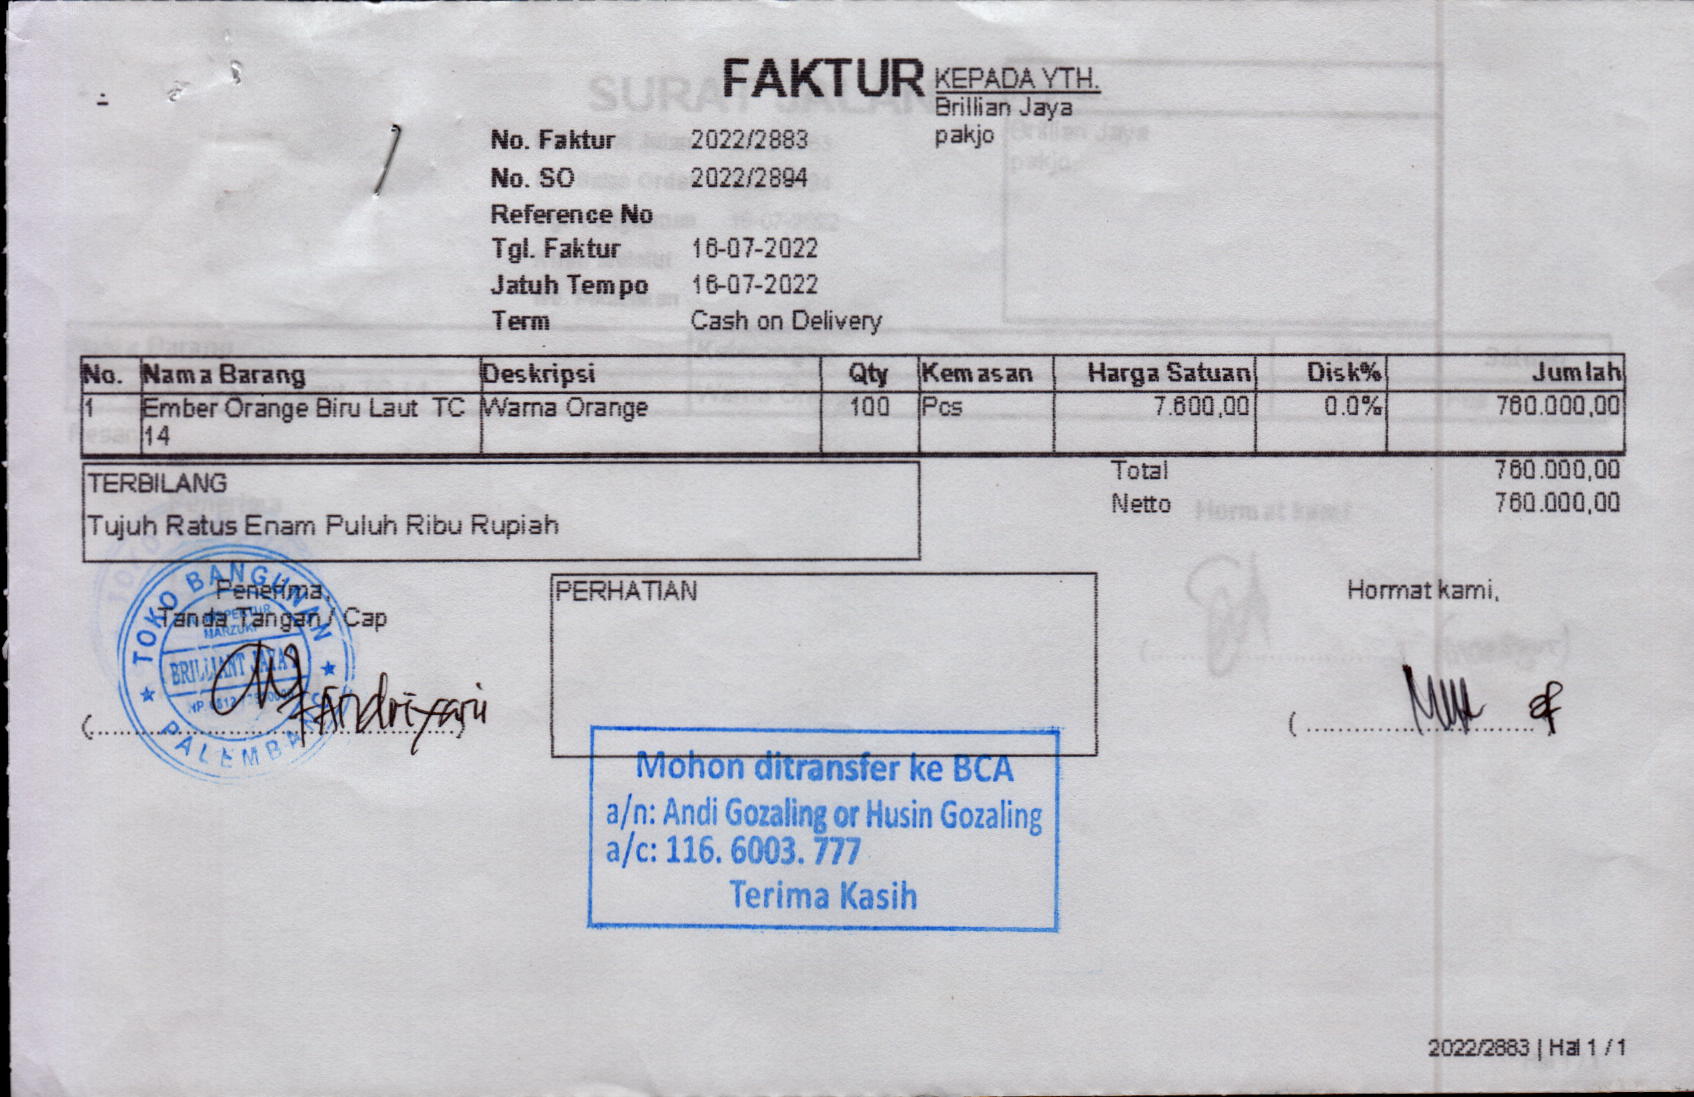 FAKTUR
KEPADA YTH.
Brillian Jaya
pakjo
No. Faktur 2022/2883
No. SO 2022/2894
Reference No
Tgl. Faktur 16-07-2022
Jatuh Tempo 16-07-2022
Term Cash on Delivery
No. Nama Barang Deskripsi Qty Kemasan Harga Satuan Disk% Jumlah
1 Ember Orange Biru Laut TC Warna Orange 100 Pcs 7.600,00 0.0% 760.000,00
14
Total 760.000,00
Netto 760.000,00
TERBILANG
Tujuh Ratus Enam Puluh Ribu Rupiah
Penerima,
Tanda Tangan / Cap
TOKO BANGUNAN
MARZUKI
BRILLIANT JAYA
PALEMBANG
Andriyani
PERHATIAN
Hormat kami,
Mohon ditransfer ke BCA
a/n: Andi Gozaling or Husin Gozaling
a/c: 116. 6003. 777
Terima Kasih
2022/2883 | Hal 1 / 1